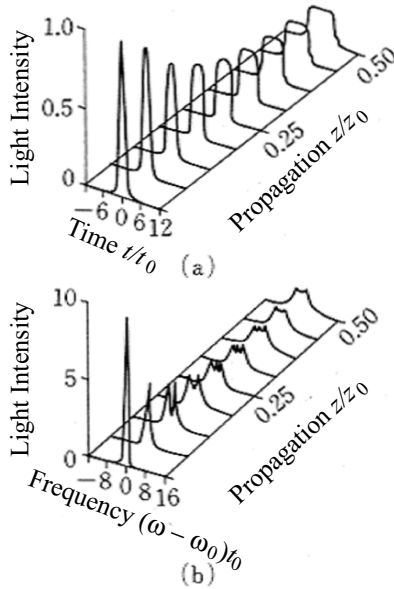 Light Intensity
1.0
0.5
0
−6 0 6 12
Time t/t₀
0.25
0.50
Propagation z/z₀
(a)
Light Intensity
10
5
0
−8 0 8 16
Frequency (ω − ω₀)t₀
0.25
0.50
Propagation z/z₀
(b)